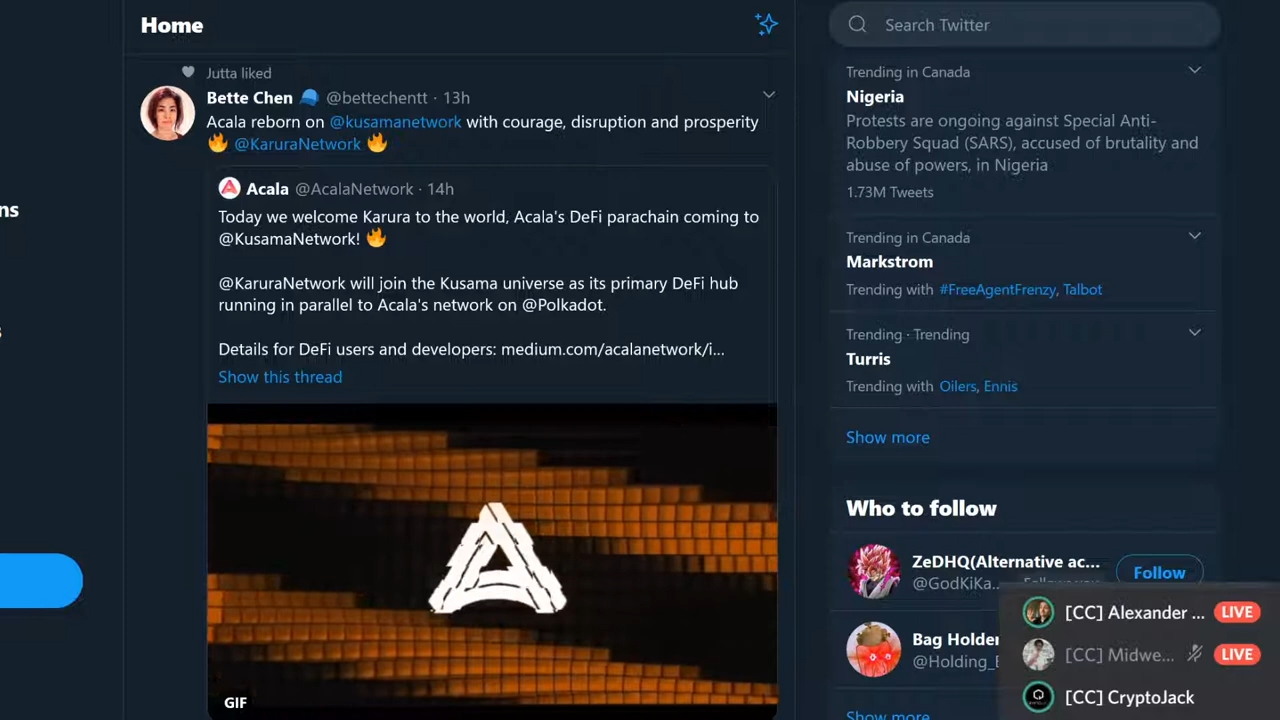 Home
Jutta liked
Bette Chen 🧢 @bettechentt · 13h
Acala reborn on @kusamanetwork with courage, disruption and prosperity
🔥 @KaruraNetwork 🔥
Acala @AcalaNetwork · 14h
Today we welcome Karura to the world, Acala's DeFi parachain coming to
@KusamaNetwork! 🔥
@KaruraNetwork will join the Kusama universe as its primary DeFi hub
running in parallel to Acala's network on @Polkadot.
Details for DeFi users and developers: medium.com/acalanetwork/i...
Show this thread
GIF
ns
Search Twitter
Trending in Canada
Nigeria
Protests are ongoing against Special Anti-
Robbery Squad (SARS), accused of brutality and
abuse of powers, in Nigeria
1.73M Tweets
Trending in Canada
Markstrom
Trending with #FreeAgentFrenzy, Talbot
Trending · Trending
Turris
Trending with Oilers, Ennis
Show more
Who to follow
ZeDHQ(Alternative ac...
@GodKiKa...
Follow
Bag Holder
@Holding_
Show more
[CC] Alexander ... LIVE
[CC] Midwe... LIVE
[CC] CryptoJack